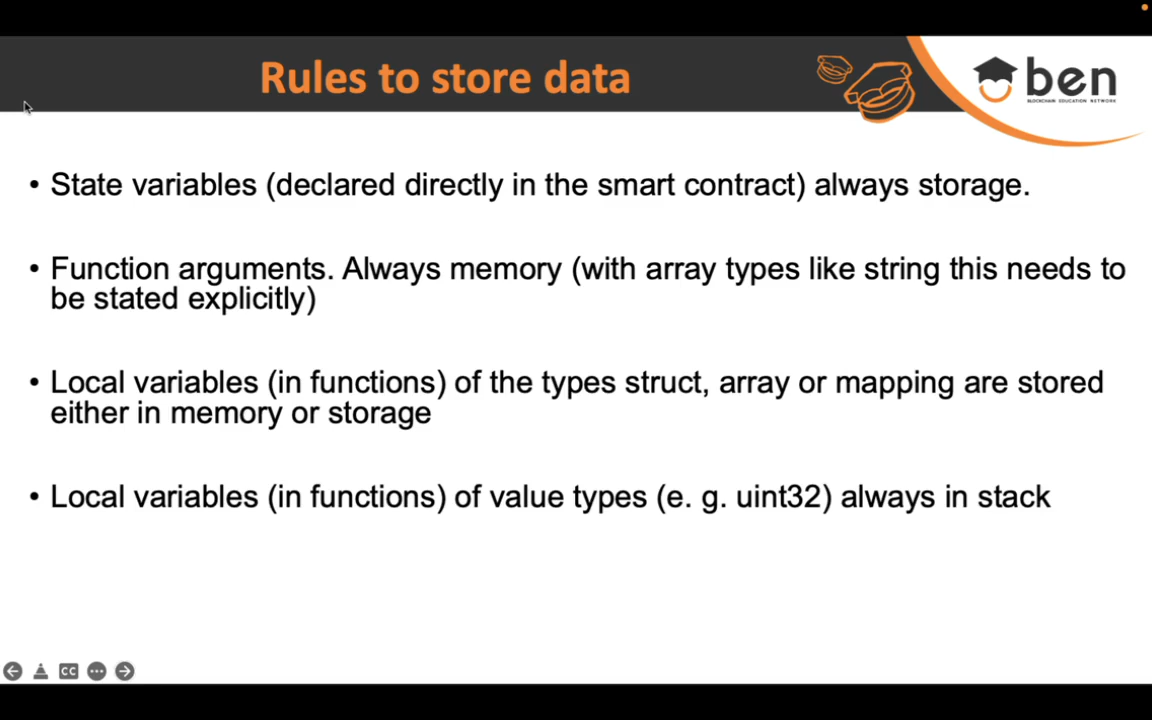 Rules to store data
ben
BLOCKCHAIN EDUCATION NETWORK
• State variables (declared directly in the smart contract) always storage.
• Function arguments. Always memory (with array types like string this needs to
be stated explicitly)
• Local variables (in functions) of the types struct, array or mapping are stored
either in memory or storage
• Local variables (in functions) of value types (e. g. uint32) always in stack
CC